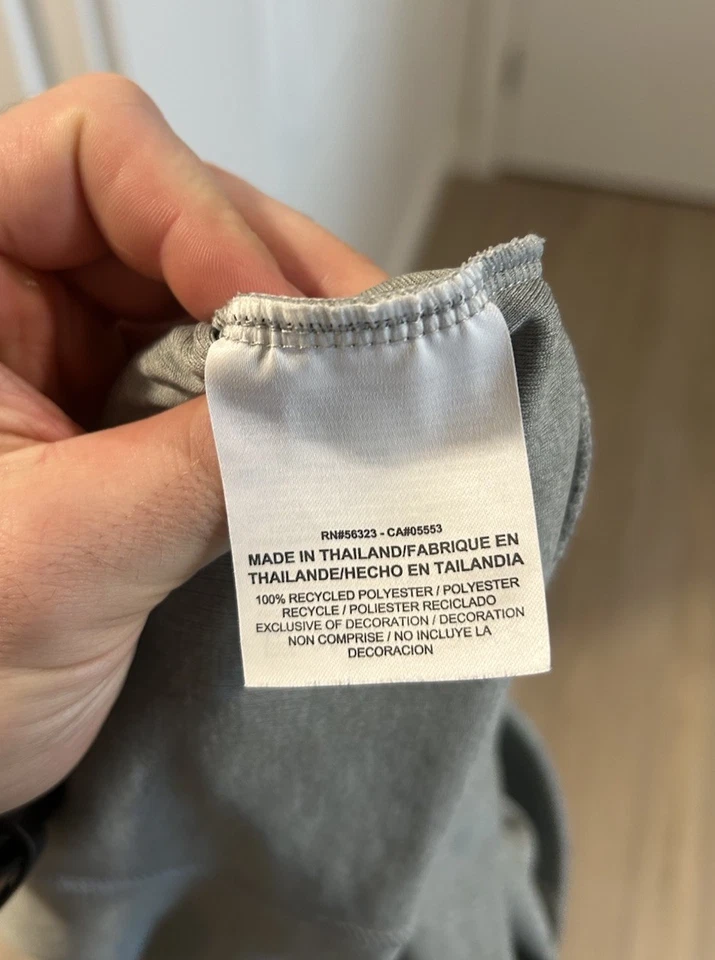 RN#56323 - CA#05553
MADE IN THAILAND/FABRIQUE EN
THAILANDE/HECHO EN TAILANDIA
100% RECYCLED POLYESTER / POLYESTER
RECYCLE / POLIESTER RECICLADO
EXCLUSIVE OF DECORATION / DECORATION
NON COMPRISE / NO INCLUYE LA
DECORACION